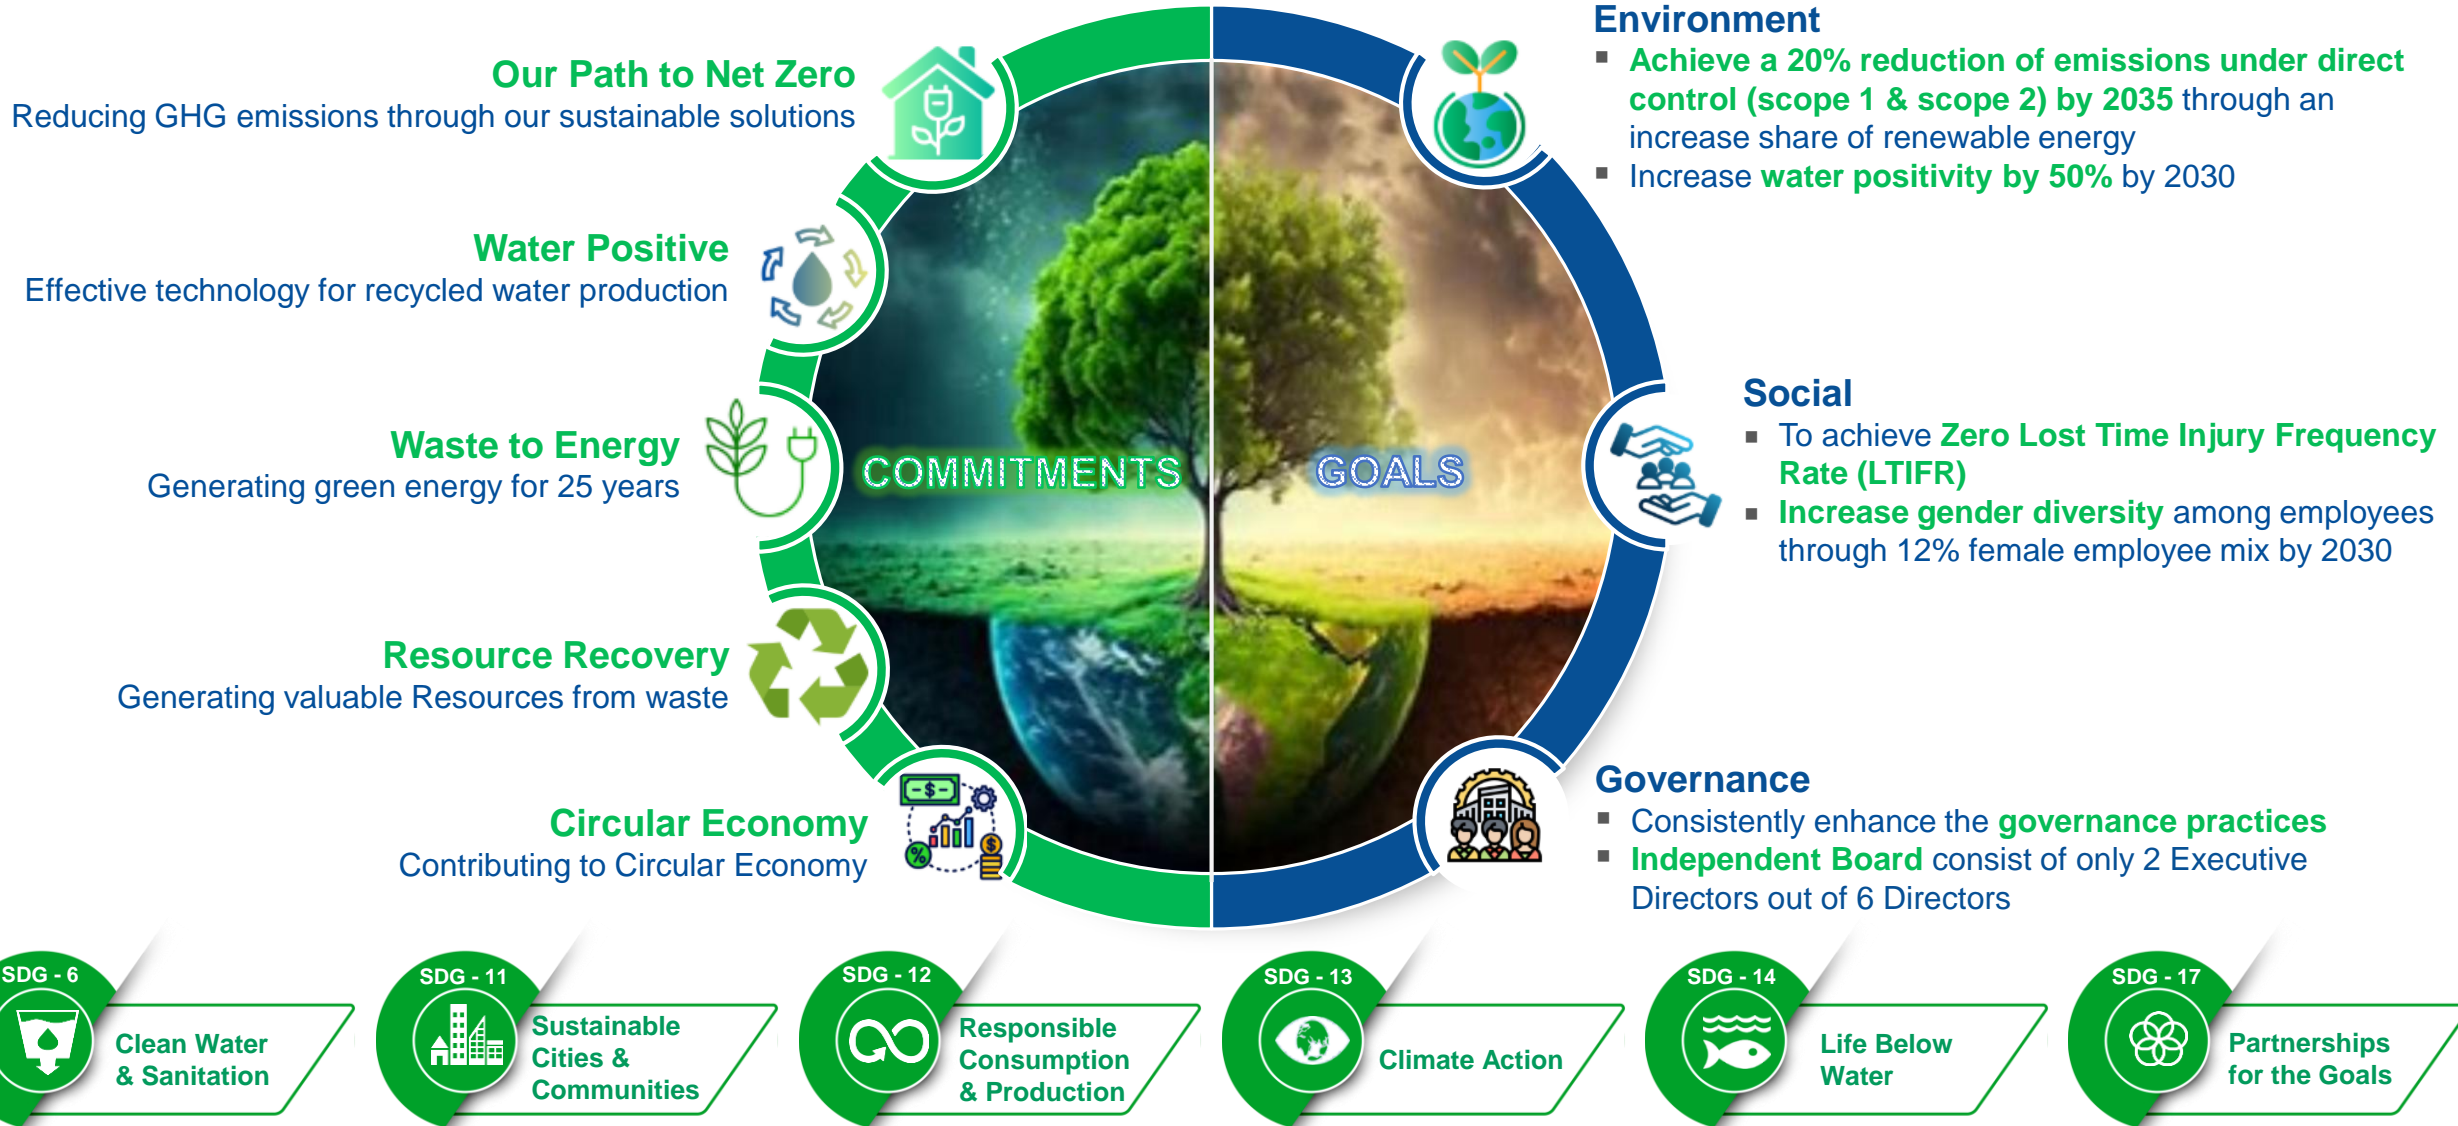 Our Path to Net Zero
Reducing GHG emissions through our sustainable solutions
Water Positive
Effective technology for recycled water production
Waste to Energy
Generating green energy for 25 years
Resource Recovery
Generating valuable Resources from waste
Circular Economy
Contributing to Circular Economy
COMMITMENTS
GOALS
Environment
▪ Achieve a 20% reduction of emissions under direct
control (scope 1 & scope 2) by 2035 through an
increase share of renewable energy
▪ Increase water positivity by 50% by 2030
Social
▪ To achieve Zero Lost Time Injury Frequency
Rate (LTIFR)
▪ Increase gender diversity among employees
through 12% female employee mix by 2030
Governance
▪ Consistently enhance the governance practices
▪ Independent Board consist of only 2 Executive
Directors out of 6 Directors
SDG - 6
Clean Water
& Sanitation
SDG - 11
Sustainable
Cities &
Communities
SDG - 12
Responsible
Consumption
& Production
SDG - 13
Climate Action
SDG - 14
Life Below
Water
SDG - 17
Partnerships
for the Goals